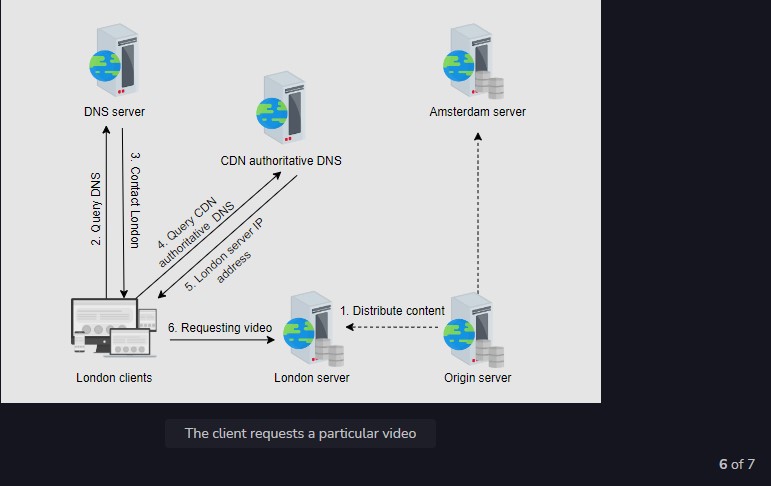 DNS server
Amsterdam server
CDN authoritative DNS
2. Query DNS
3. Contact London
4. Query CDN
authoritative DNS
5. London server IP
address
1. Distribute content
6. Requesting video
London clients
London server
Origin server
The client requests a particular video
6 of 7